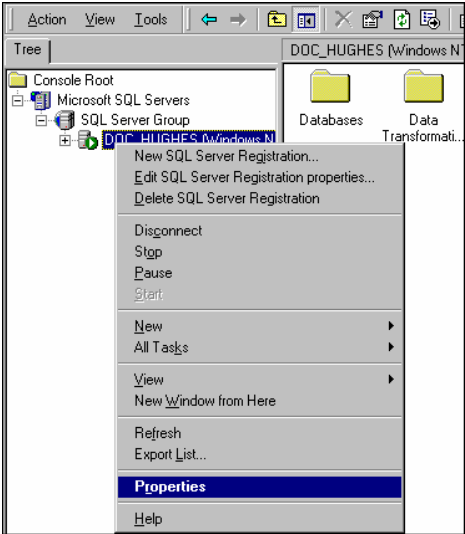 Action View Tools
Tree
DOC_HUGHES (Windows N
Console Root
Microsoft SQL Servers
SQL Server Group
DOC_HUGHES (Windows N
Databases
Data
Transformati...
New SQL Server Registration...
Edit SQL Server Registration properties...
Delete SQL Server Registration
Disconnect
Stop
Pause
Start
New
All Tasks
View
New Window from Here
Refresh
Export List...
Properties
Help